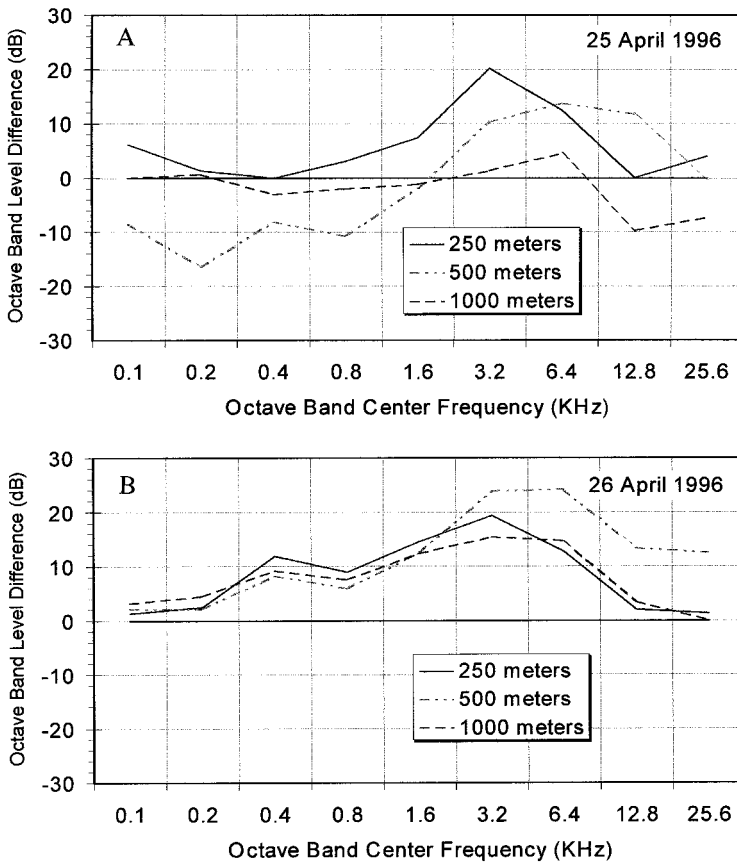 A
25 April 1996
Octave Band Level Difference (dB)
30
20
10
0
-10
-20
-30
250 meters
500 meters
1000 meters
0.1 0.2 0.4 0.8 1.6 3.2 6.4 12.8 25.6
Octave Band Center Frequency (KHz)
B
26 April 1996
Octave Band Level Difference (dB)
30
20
10
0
-10
-20
-30
250 meters
500 meters
1000 meters
0.1 0.2 0.4 0.8 1.6 3.2 6.4 12.8 25.6
Octave Band Center Frequency (KHz)